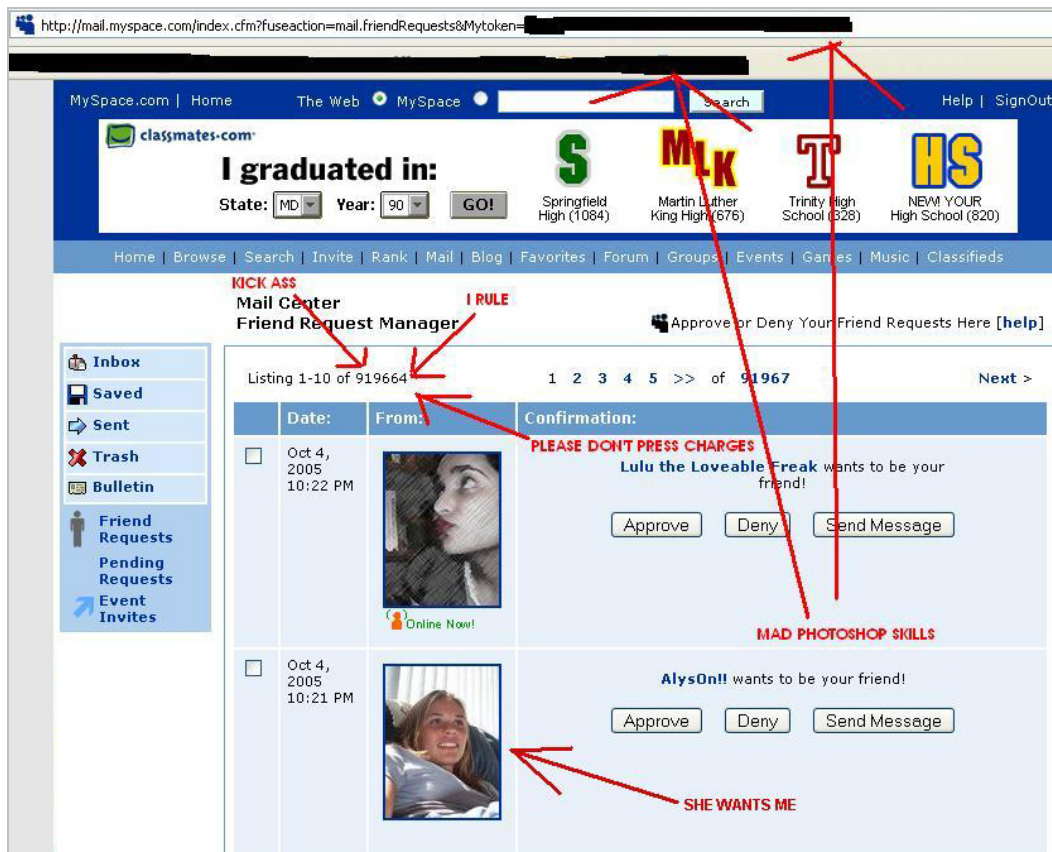 http://mail.myspace.com/index.cfm?fuseaction=mail.friendRequests&Mytoken=
MySpace.com | Home The Web MySpace Search Help | SignOut
classmates.com
I graduated in:
State: MD Year: 90 GO!
S MLK T HS
Springfield High (1084)
Martin Luther King High (676)
Trinity High School (328)
NEW! YOUR High School (820)
Home | Browse | Search | Invite | Rank | Mail | Blog | Favorites | Forum | Groups | Events | Games | Music | Classifieds
KICK ASS
I RULE
Mail Center
Friend Request Manager
Approve or Deny Your Friend Requests Here [help]
Inbox
Saved
Sent
Trash
Bulletin
Friend
Requests
Pending
Requests
Event
Invites
Listing 1-10 of 919664 1 2 3 4 5 >> of 91967 Next >
Date: From: Confirmation:
PLEASE DON'T PRESS CHARGES
Oct 4,
2005
10:22 PM
Online Now!
Lulu the Loveable Freak wants to be your
friend!
Approve Deny Send Message
MAD PHOTOSHOP SKILLS
Oct 4,
2005
10:21 PM
AlysOn!! wants to be your friend!
Approve Deny Send Message
SHE WANTS ME